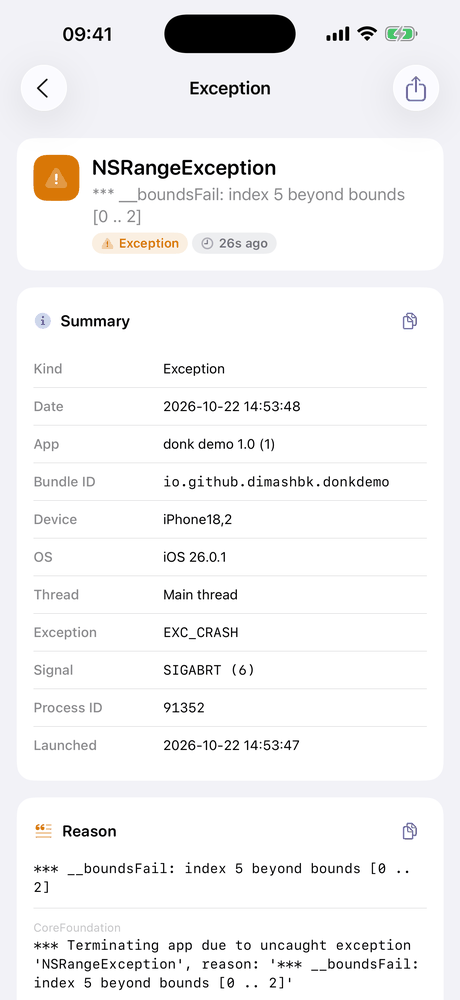 09:41
Exception
NSRangeException
*** __boundsFail: index 5 beyond bounds
[0 .. 2]
Exception
26s ago
Summary
Kind Exception
Date 2026-10-22 14:53:48
App donk demo 1.0 (1)
Bundle ID io.github.dimashbk.donkdemo
Device iPhone18,2
OS iOS 26.0.1
Thread Main thread
Exception EXC_CRASH
Signal SIGABRT (6)
Process ID 91352
Launched 2026-10-22 14:53:47
Reason
*** __boundsFail: index 5 beyond bounds [0 ..
2]
CoreFoundation
*** Terminating app due to uncaught exception
'NSRangeException', reason: '*** __boundsFail:
index 5 beyond bounds [0 .. 2]'